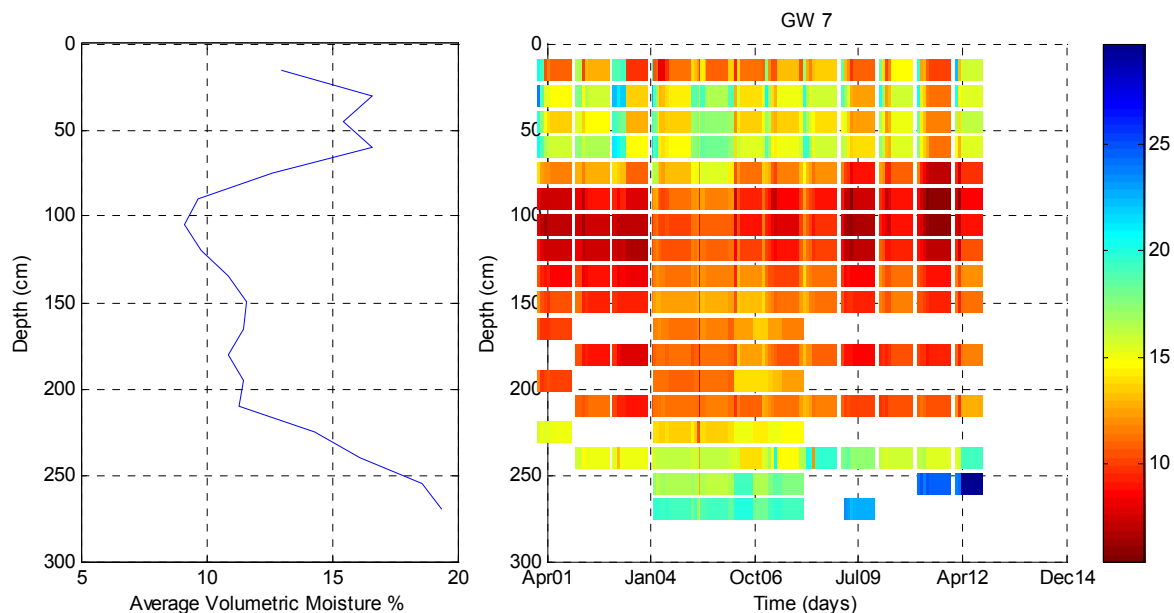 GW 7
0
50
100
150
200
250
300
Depth (cm)
5
10
15
20
Average Volumetric Moisture %
0
50
100
150
200
250
300
Depth (cm)
Apr01
Jan04
Oct06
Jul09
Apr12
Dec14
Time (days)
25
20
15
10